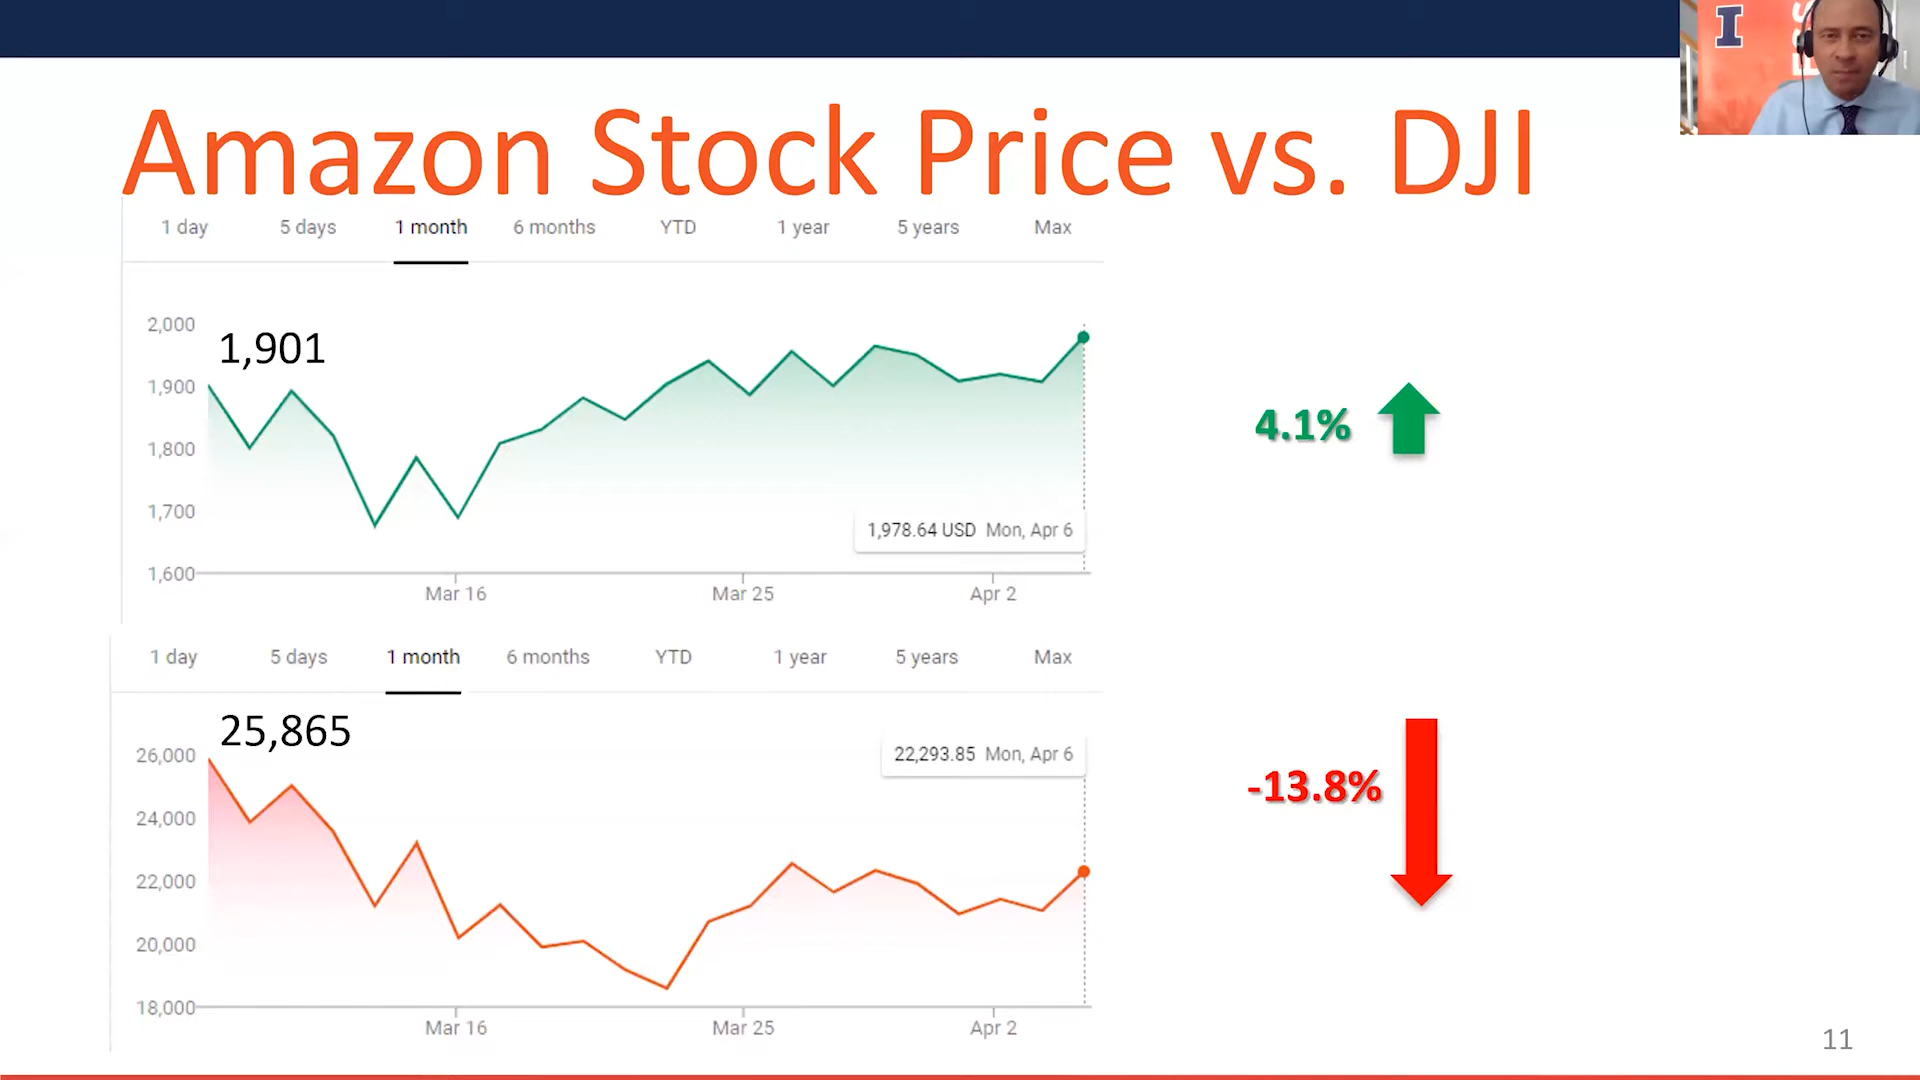 Amazon Stock Price vs. DJI
1 day 5 days 1 month 6 months YTD 1 year 5 years Max
2,000
1,901
1,900
1,800
1,700
1,600
1,978.64 USD Mon, Apr 6
Mar 16 Mar 25 Apr 2
4.1%
1 day 5 days 1 month 6 months YTD 1 year 5 years Max
25,865
26,000
22,293.85 Mon, Apr 6
24,000
22,000
20,000
18,000
Mar 16 Mar 25 Apr 2
-13.8%
11
I